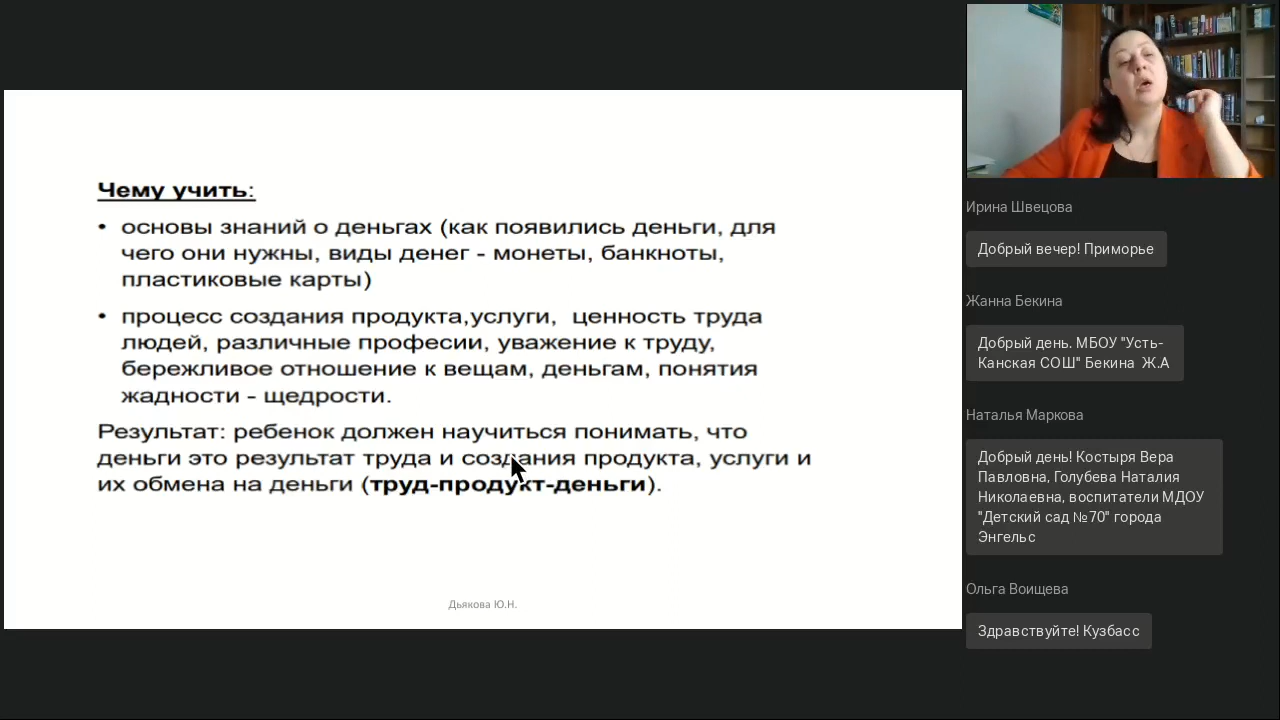 Чему учить:
• основы знаний о деньгах (как появились деньги, для
чего они нужны, виды денег - монеты, банкноты,
пластиковые карты)
• процесс создания продукта,услуги, ценность труда
людей, различные професии, уважение к труду,
бережливое отношение к вещам, деньгам, понятия
жадности - щедрости.
Результат: ребенок должен научиться понимать, что
деньги это результат труда и создания продукта, услуги и
их обмена на деньги (труд-продукт-деньги).
Дьякова Ю.Н.
Ирина Швецова
Добрый вечер! Приморье
Жанна Бекина
Добрый день. МБОУ "Усть-
Канская СОШ" Бекина Ж.А
Наталья Маркова
Добрый день! Костыря Вера
Павловна, Голубева Наталия
Николаевна, воспитатели МДОУ
"Детский сад №70" города
Энгельс
Ольга Воищева
Здравствуйте! Кузбасс